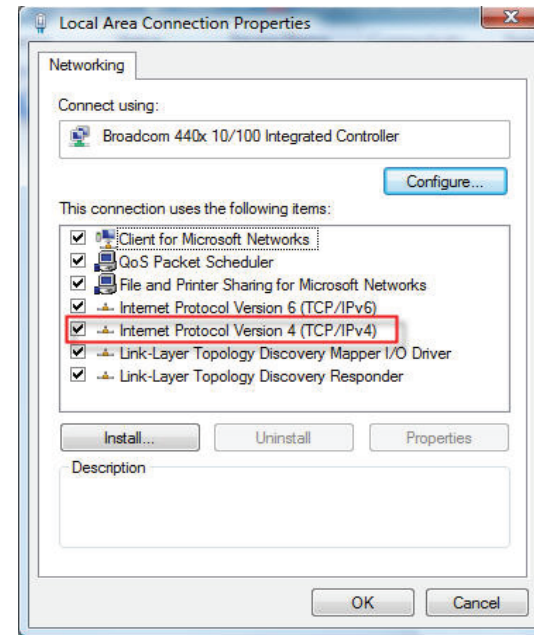 Local Area Connection Properties
Networking
Connect using:
Broadcom 440x 10/100 Integrated Controller
Configure...
This connection uses the following items:
Client for Microsoft Networks
QoS Packet Scheduler
File and Printer Sharing for Microsoft Networks
Internet Protocol Version 6 (TCP/IPv6)
Internet Protocol Version 4 (TCP/IPv4)
Link-Layer Topology Discovery Mapper I/O Driver
Link-Layer Topology Discovery Responder
Install... Uninstall Properties
Description
OK Cancel